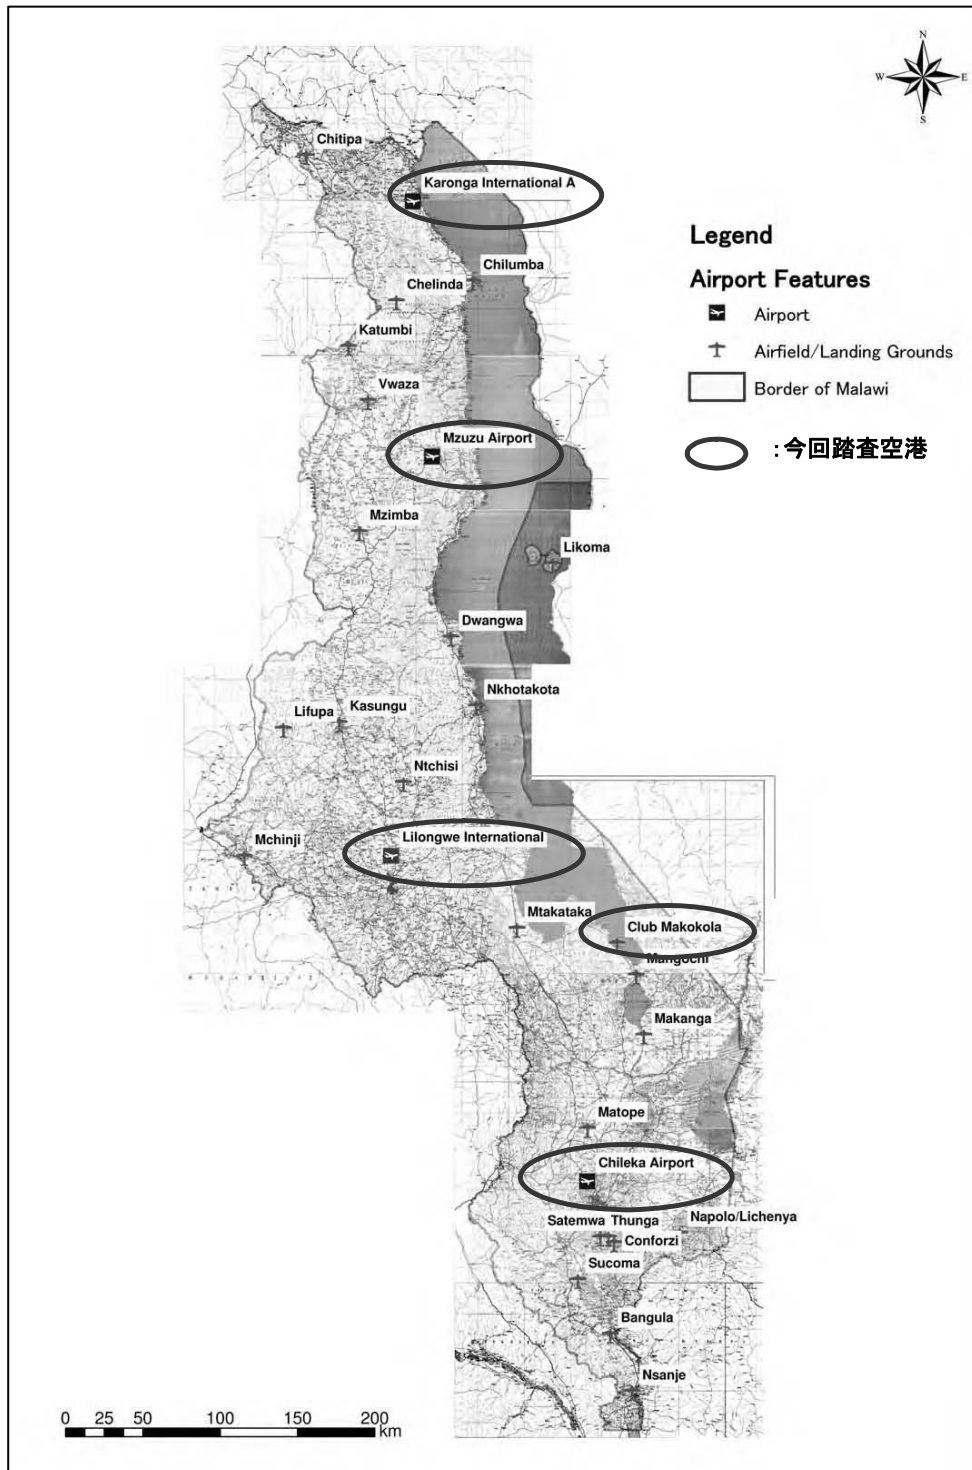 N
W E
S
Chitipa
Karonga International A
Legend
Airport Features
Airport
Airfield/Landing Grounds
Border of Malawi
:今回踏査空港
Chilumba
Chelinda
Katumbi
Vwaza
Mzuzu Airport
Mzimba
Likoma
Dwangwa
Nkhotakota
Lifupa
Kasungu
Ntchisi
Lilongwe International
Mchinji
Mtakataka
Club Makokola
Mangochi
Makanga
Matope
Chileka Airport
Napolo/Lichenya
Satemwa Thunga
Conforzi
Sucoma
Bangula
Nsanje
0 25 50 100 150 200
km